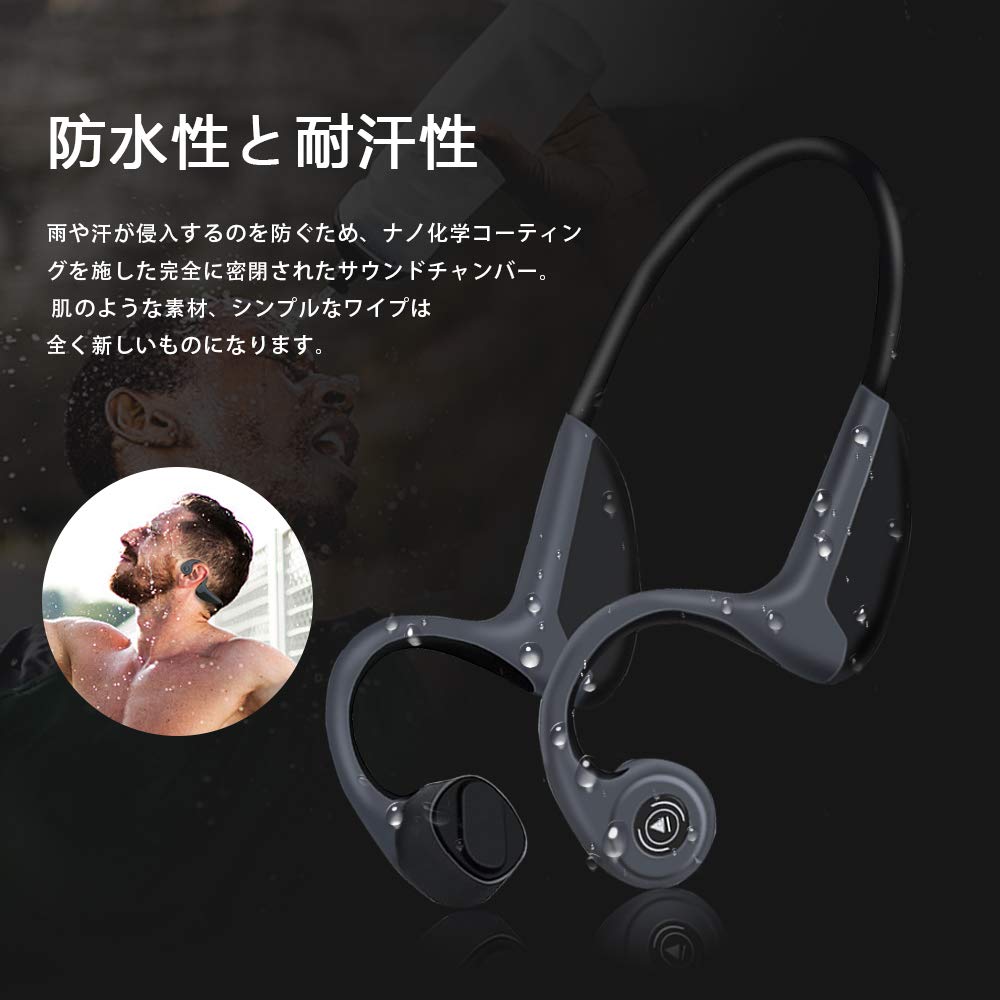 防水性と耐汗性
雨や汗が侵入するのを防ぐため、ナノ化学コーティン
グを施した完全に密閉されたサウンドチャンバー。
肌のような素材、シンプルなワイプは
全く新しいものになります。